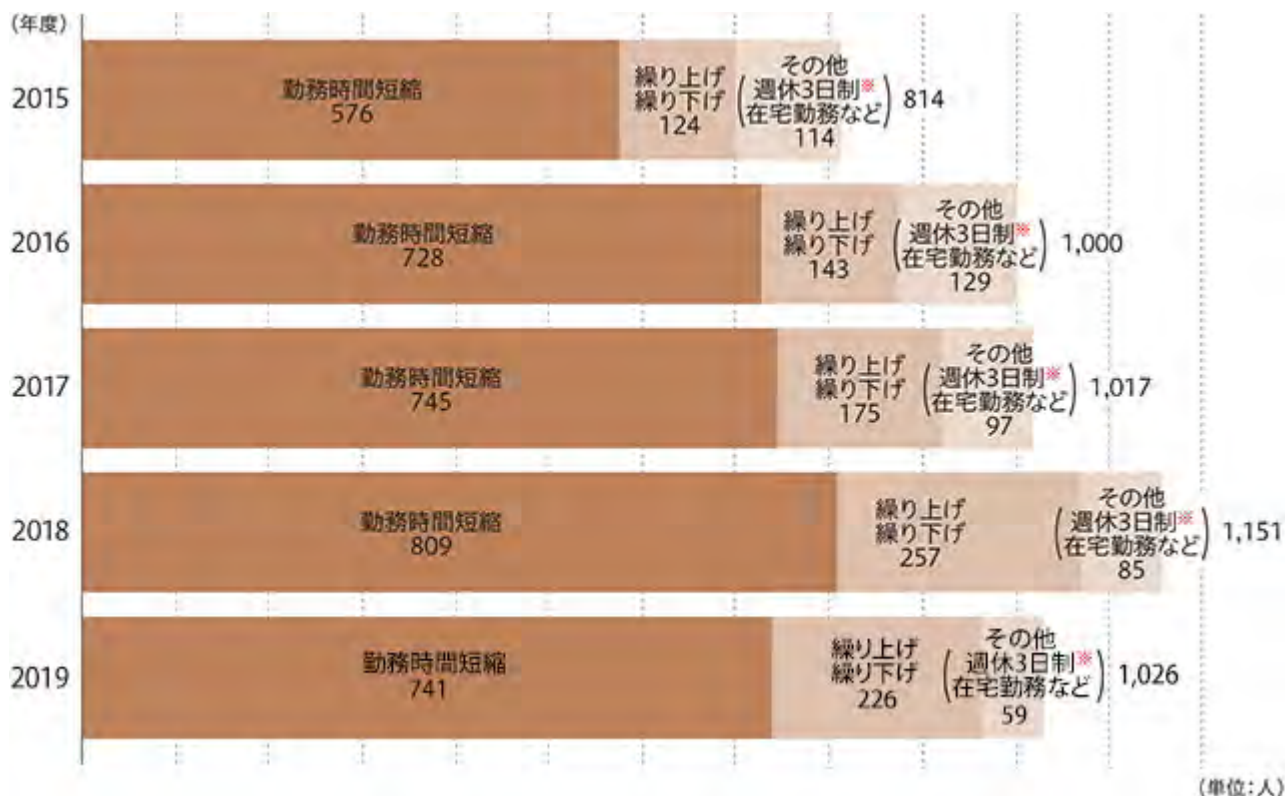 (年度)
2015
勤務時間短縮
576
繰り上げ
繰り下げ
124
その他
(週休3日制※
在宅勤務など)
114
814
2016
勤務時間短縮
728
繰り上げ
繰り下げ
143
その他
(週休3日制※
在宅勤務など)
129
1,000
2017
勤務時間短縮
745
繰り上げ
繰り下げ
175
その他
(週休3日制※
在宅勤務など)
97
1,017
2018
勤務時間短縮
809
繰り上げ
繰り下げ
257
その他
(週休3日制※
在宅勤務など)
85
1,151
2019
勤務時間短縮
741
繰り上げ
繰り下げ
226
その他
(週休3日制※
在宅勤務など)
59
1,026
(単位:人)